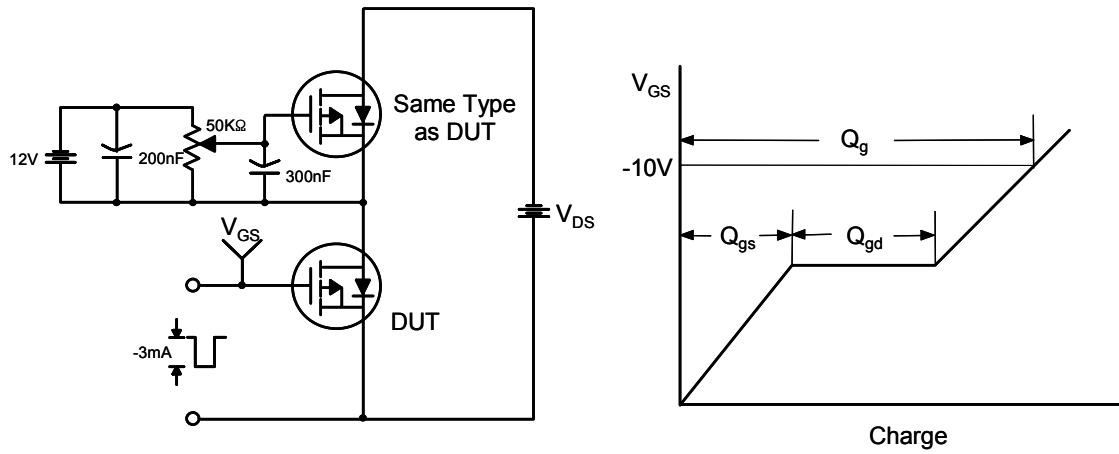 Same Type
as DUT
50KΩ
12V
200nF
300nF
V_GS
V_DS
DUT
-3mA
V_GS
Q_g
-10V
Q_gs
Q_gd
Charge